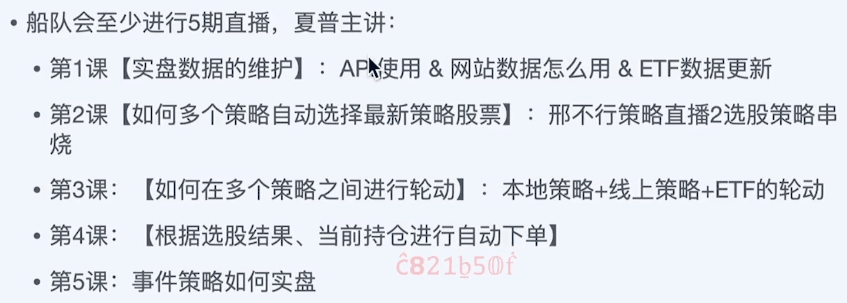 • 船队会至少进行5期直播，夏普主讲：
• 第1课【实盘数据的维护】：API使用 & 网站数据怎么用 & ETF数据更新
• 第2课【如何多个策略自动选择最新策略股票】：邢不行策略直播2选股策略串
烧
• 第3课：【如何在多个策略之间进行轮动】：本地策略+线上策略+ETF的轮动
• 第4课：【根据选股结果、当前持仓进行自动下单】
ĉ821ḇ5𝟘ḟ
• 第5课：事件策略如何实盘